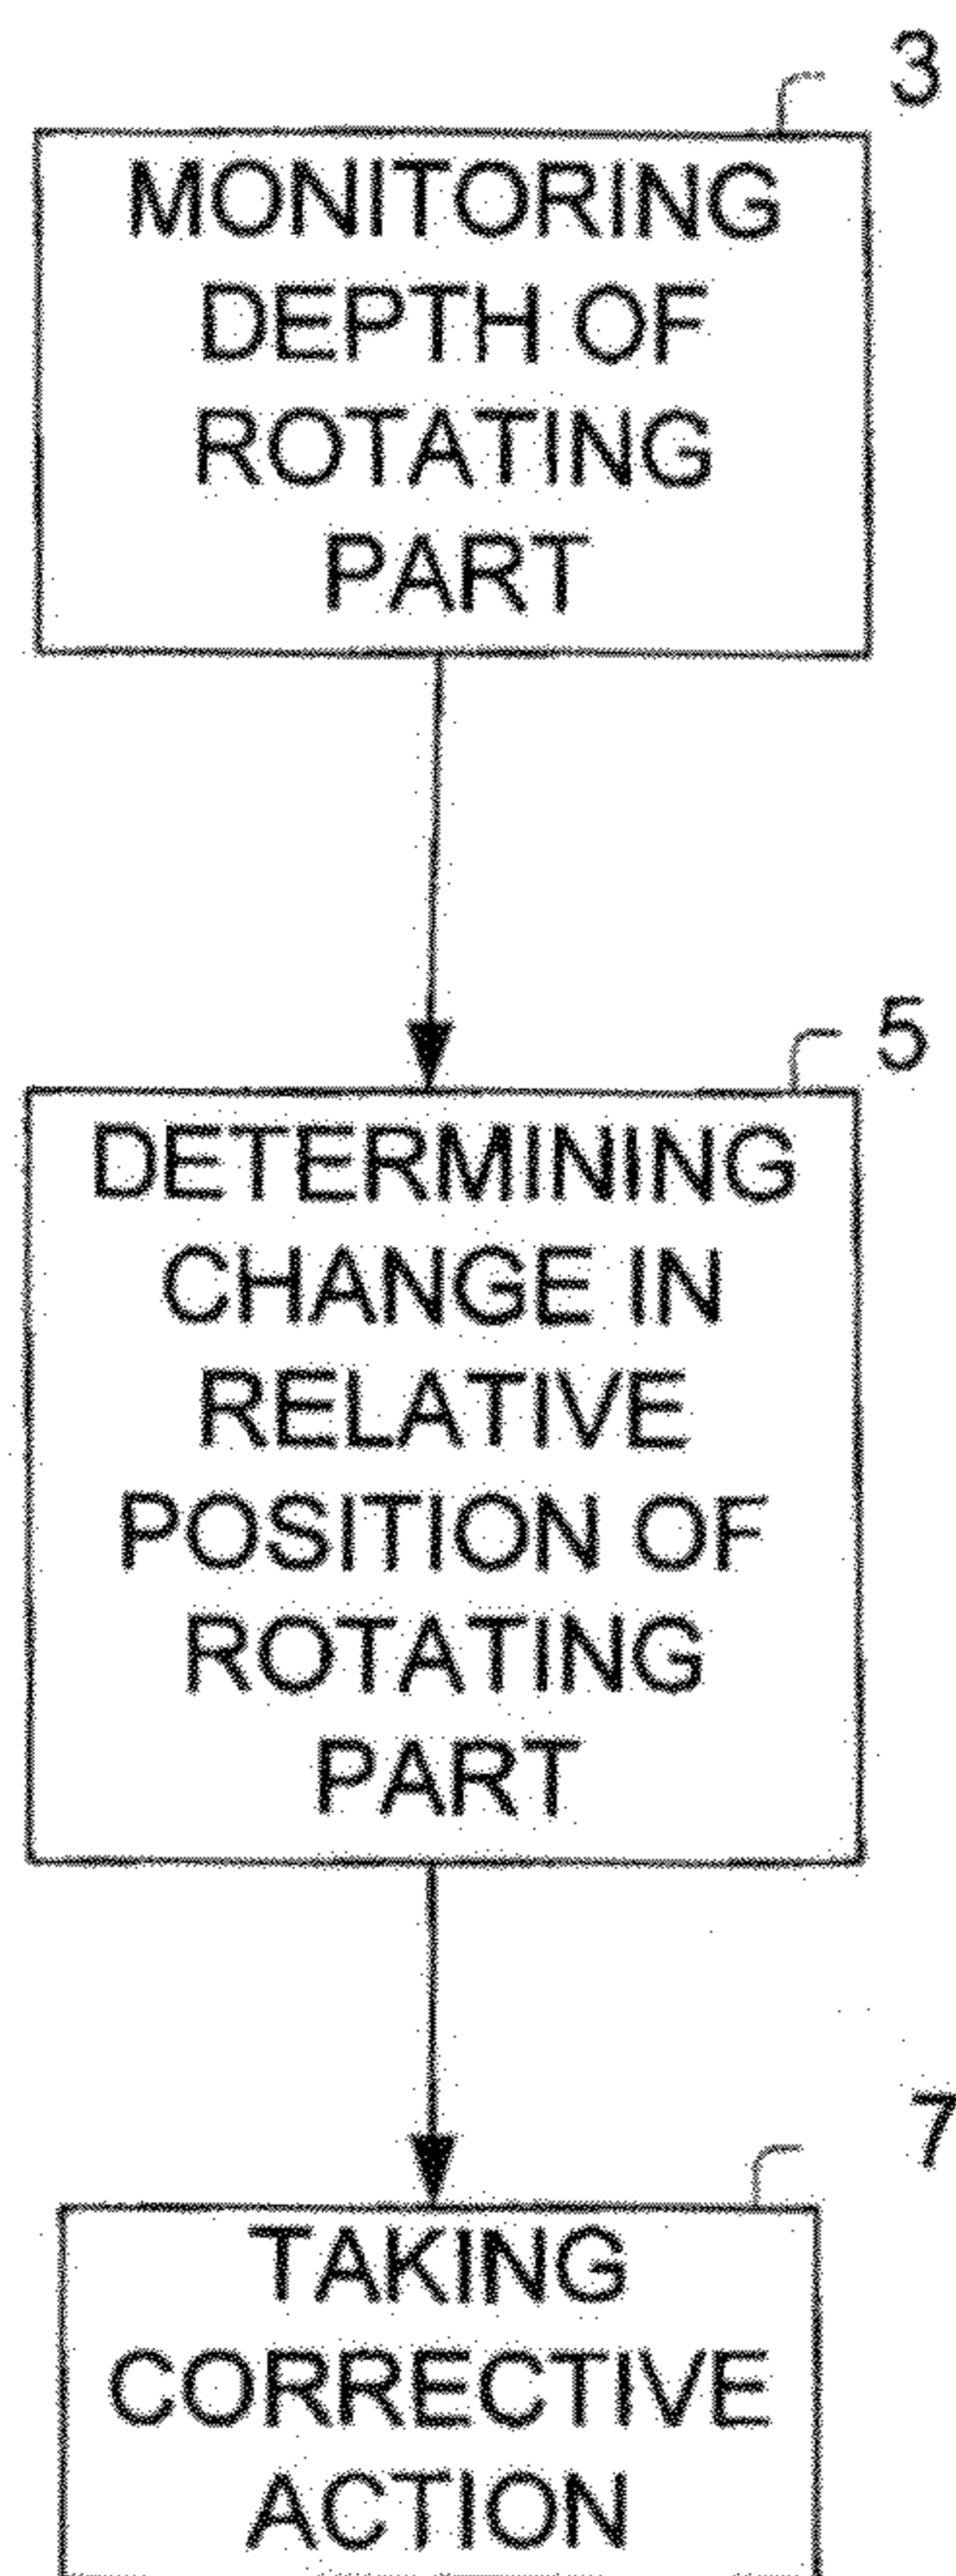 3
MONITORING
DEPTH OF
ROTATING
PART
5
DETERMINING
CHANGE IN
RELATIVE
POSITION OF
ROTATING
PART
7
TAKING
CORRECTIVE
ACTION